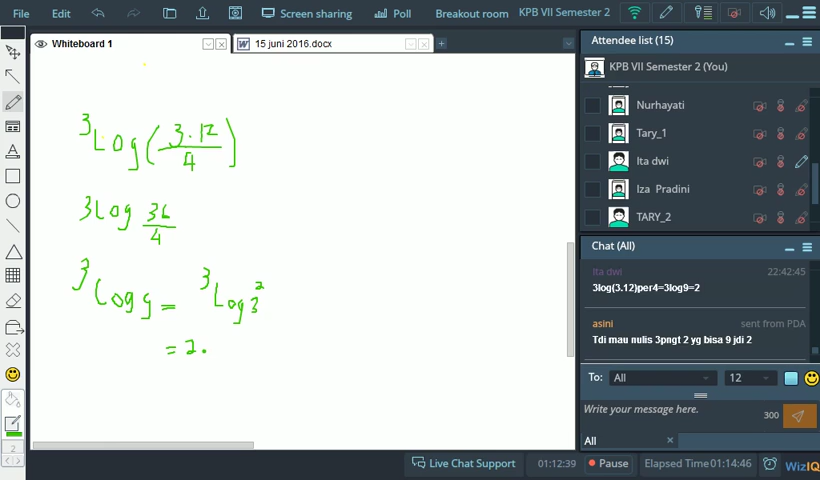 File Edit Screen sharing Poll Breakout room KPB VII Semester 2
Whiteboard 1
15 juni 2016.docx
Attendee list (15)
KPB VII Semester 2 (You)
Nurhayati
Tary_1
Ita dwi
Iza Pradini
TARY_2
3Log(3.12
4)
3Log 36
4
3Log 9 = 3Log 3²
= 2.
Chat (All)
Ita dwi 22:42:45
3log(3.12)per4=3log9=2
asini sent from PDA
Tdi mau nulis 3pngt 2 yg bisa 9 jdi 2
To: All 12
Write your message here. 300
All
2
Live Chat Support 01:12:39 Pause Elapsed Time 01:14:46 WizIQ